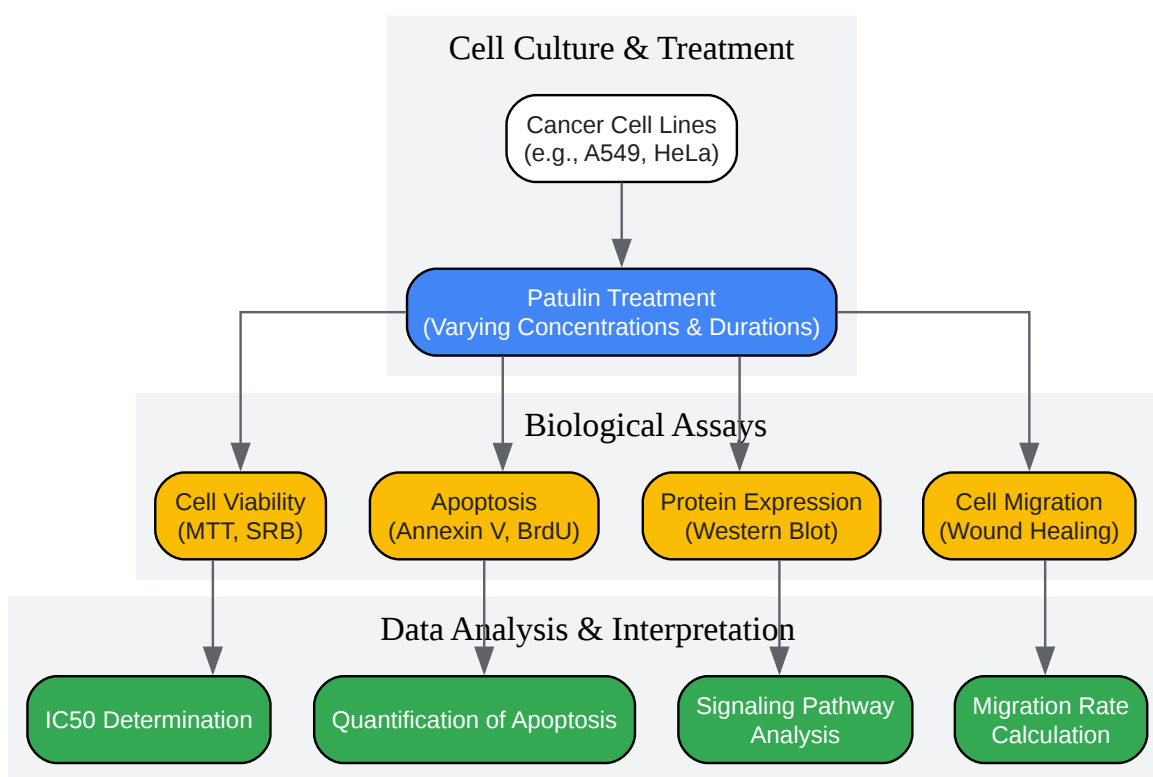 Cell Culture & Treatment
Cancer Cell Lines
(e.g., A549, HeLa)
Patulin Treatment
(Varying Concentrations & Durations)
Biological Assays
Cell Viability
(MTT, SRB)
Apoptosis
(Annexin V, BrdU)
Protein Expression
(Western Blot)
Cell Migration
(Wound Healing)
Data Analysis & Interpretation
IC50 Determination
Quantification of Apoptosis
Signaling Pathway
Analysis
Migration Rate
Calculation